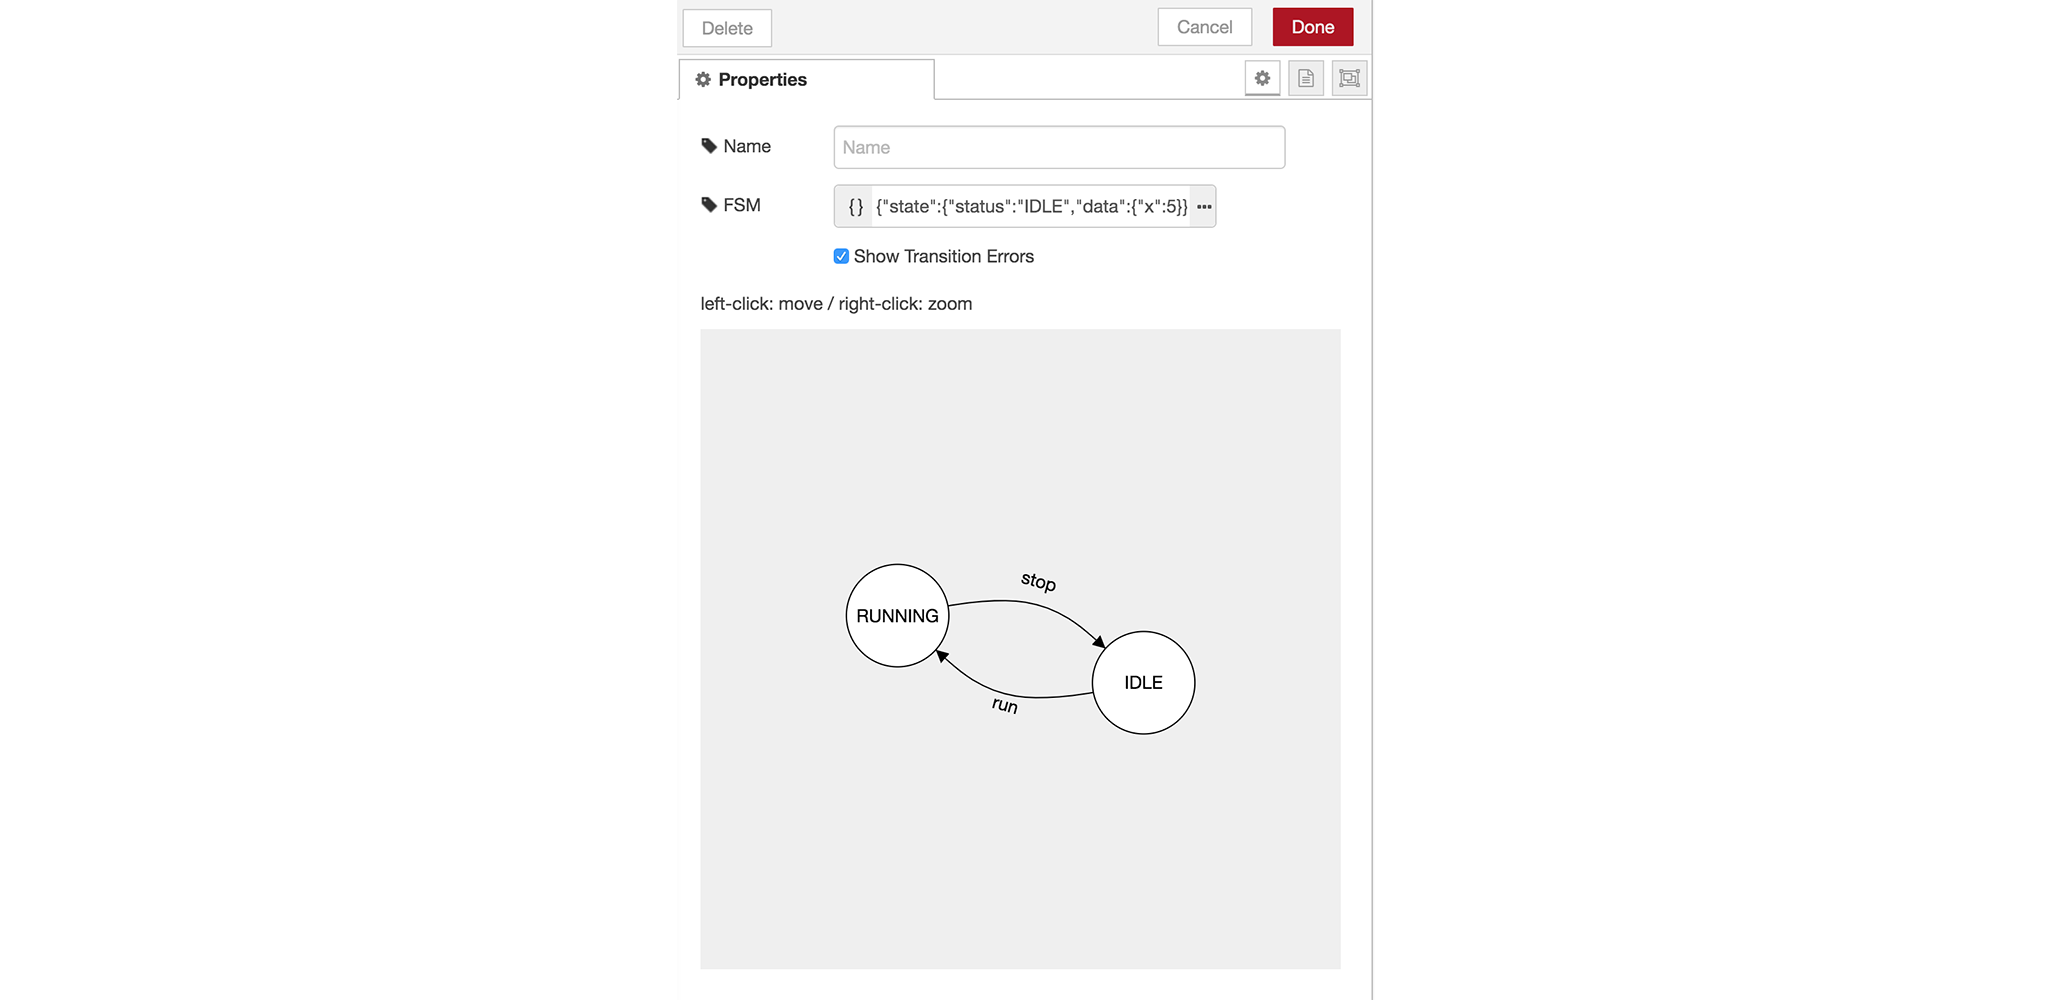 Delete Cancel Done
Properties
Name Name
FSM {} {"state":{"status":"IDLE","data":{"x":5}} •••
Show Transition Errors
left-click: move / right-click: zoom
stop
RUNNING
IDLE
run